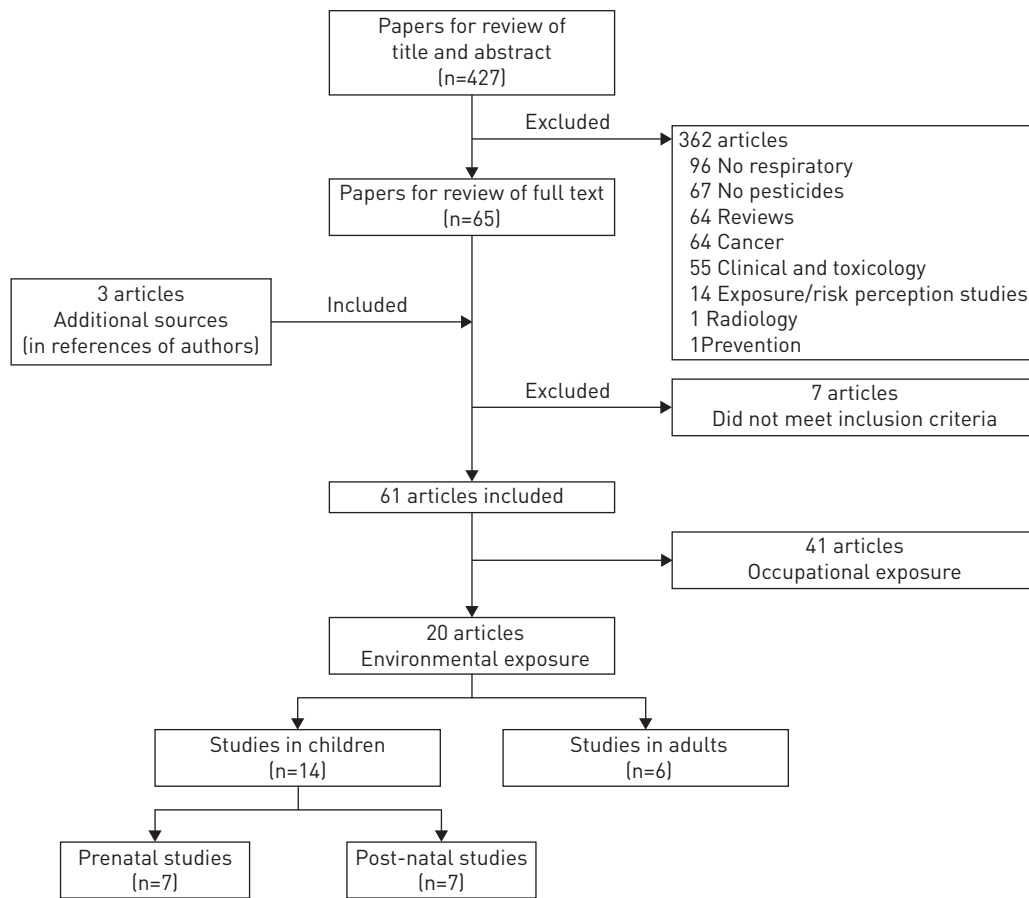 Papers for review of
title and abstract
(n=427)
Excluded
362 articles
96 No respiratory
67 No pesticides
64 Reviews
64 Cancer
55 Clinical and toxicology
14 Exposure/risk perception studies
1 Radiology
1Prevention
Papers for review of full text
(n=65)
3 articles
Additional sources
(in references of authors)
Included
Excluded
7 articles
Did not meet inclusion criteria
61 articles included
41 articles
Occupational exposure
20 articles
Environmental exposure
Studies in children
(n=14)
Studies in adults
(n=6)
Prenatal studies
(n=7)
Post-natal studies
(n=7)